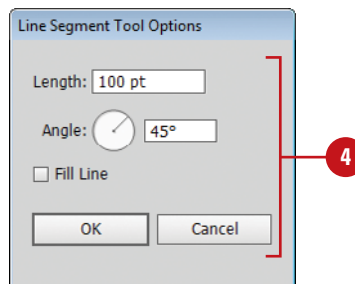 Line Segment Tool Options
Length: 100 pt
Angle: 45°
Fill Line
OK Cancel
4